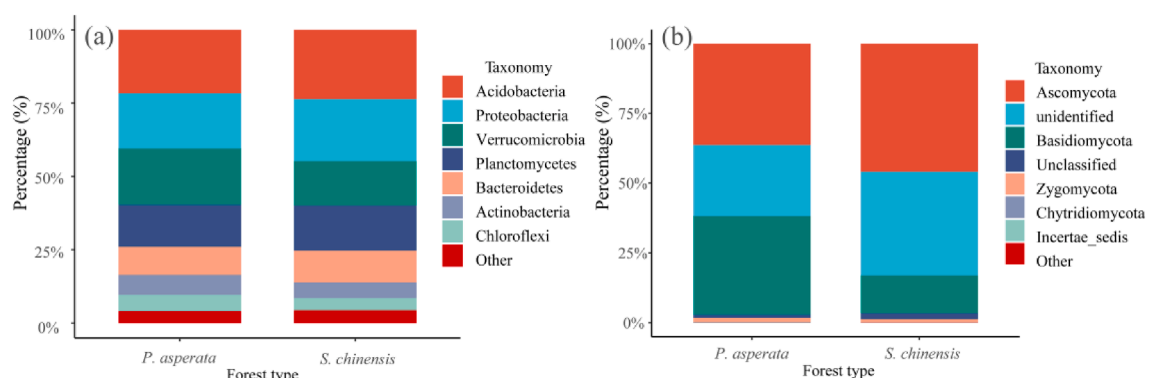 (a)
Percentage (%)
100%
75%
50%
25%
0%
P. asperata
S. chinensis
Forest type
Taxonomy
Acidobacteria
Proteobacteria
Verrucomicrobia
Planctomycetes
Bacteroidetes
Actinobacteria
Chloroflexi
Other
(b)
Percentage (%)
100%
75%
50%
25%
0%
P. asperata
S. chinensis
Forest type
Taxonomy
Ascomycota
unidentified
Basidiomycota
Unclassified
Zygomycota
Chytridiomycota
Incertae_sedis
Other